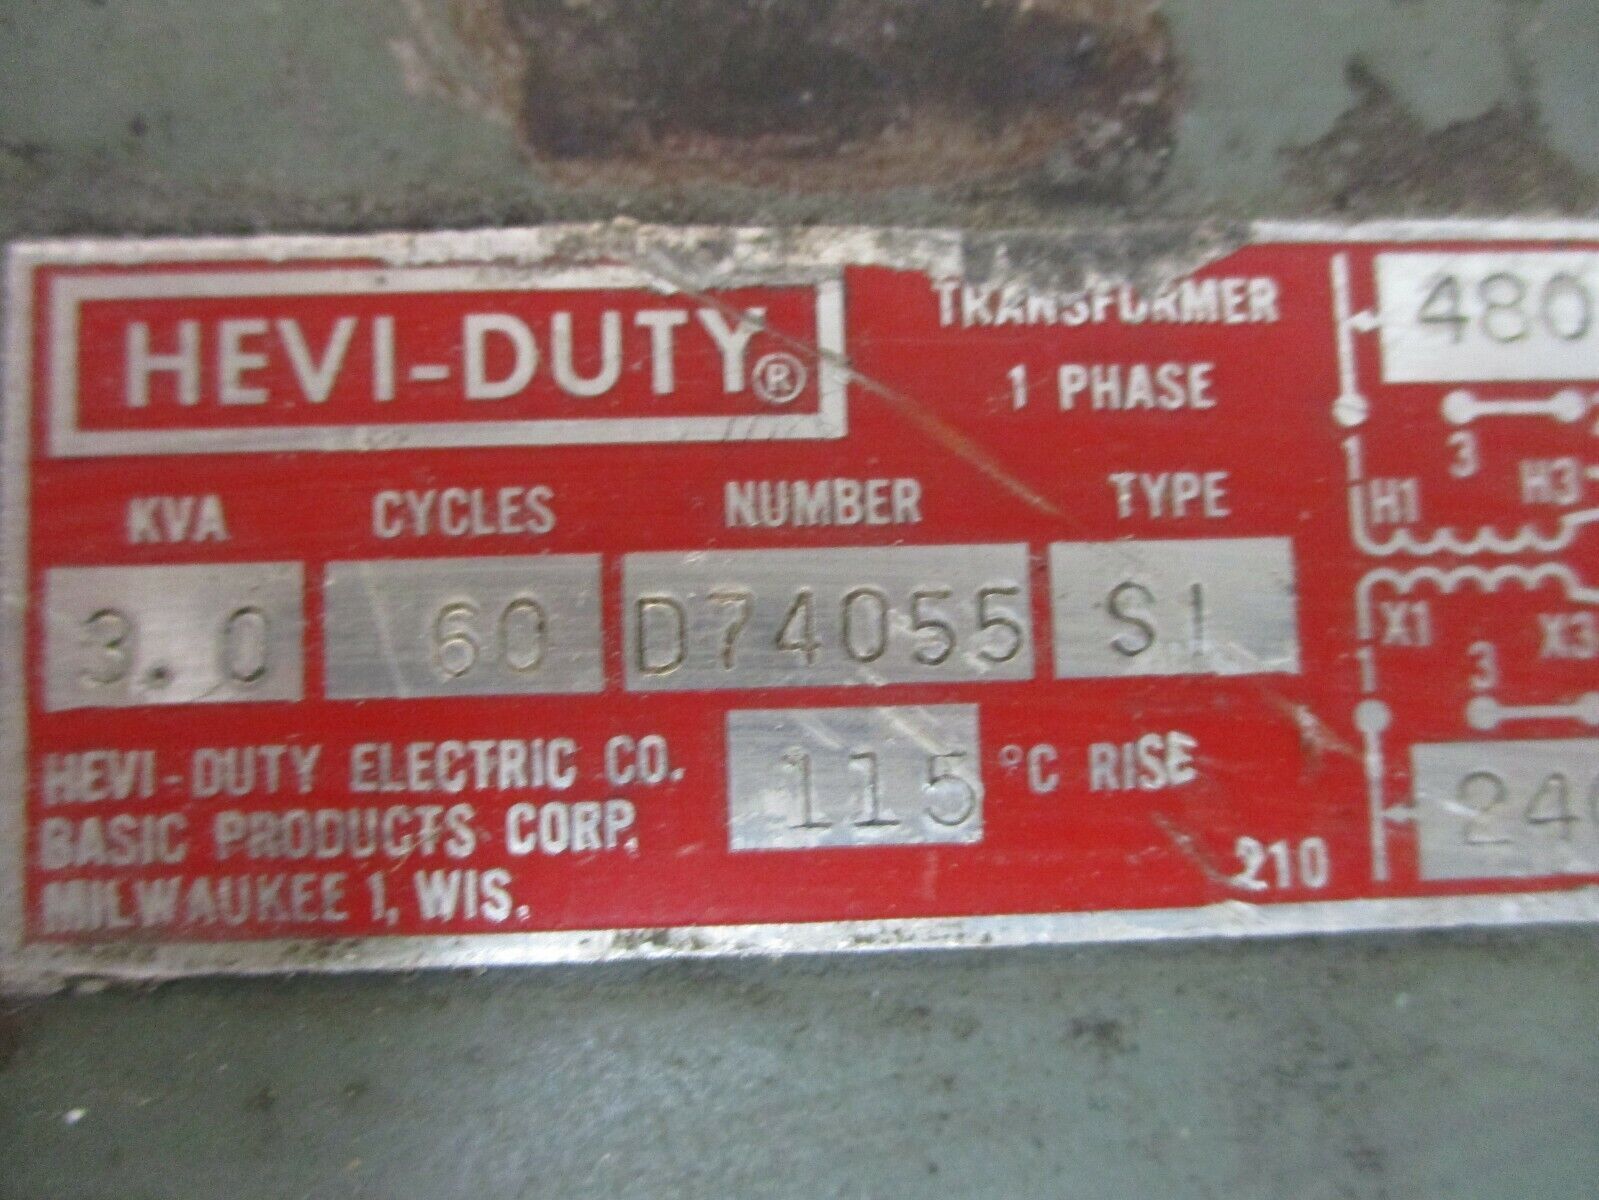 HEVI-DUTY®
TRANSFORMER
1 PHASE
KVA CYCLES NUMBER TYPE
3.0 60 D74055 S1
HEVI-DUTY ELECTRIC CO.
BASIC PRODUCTS CORP.
MILWAUKEE 1, WIS.
115 °C RISE
210
480
1 3
H1 H3
X1 X3
1 3